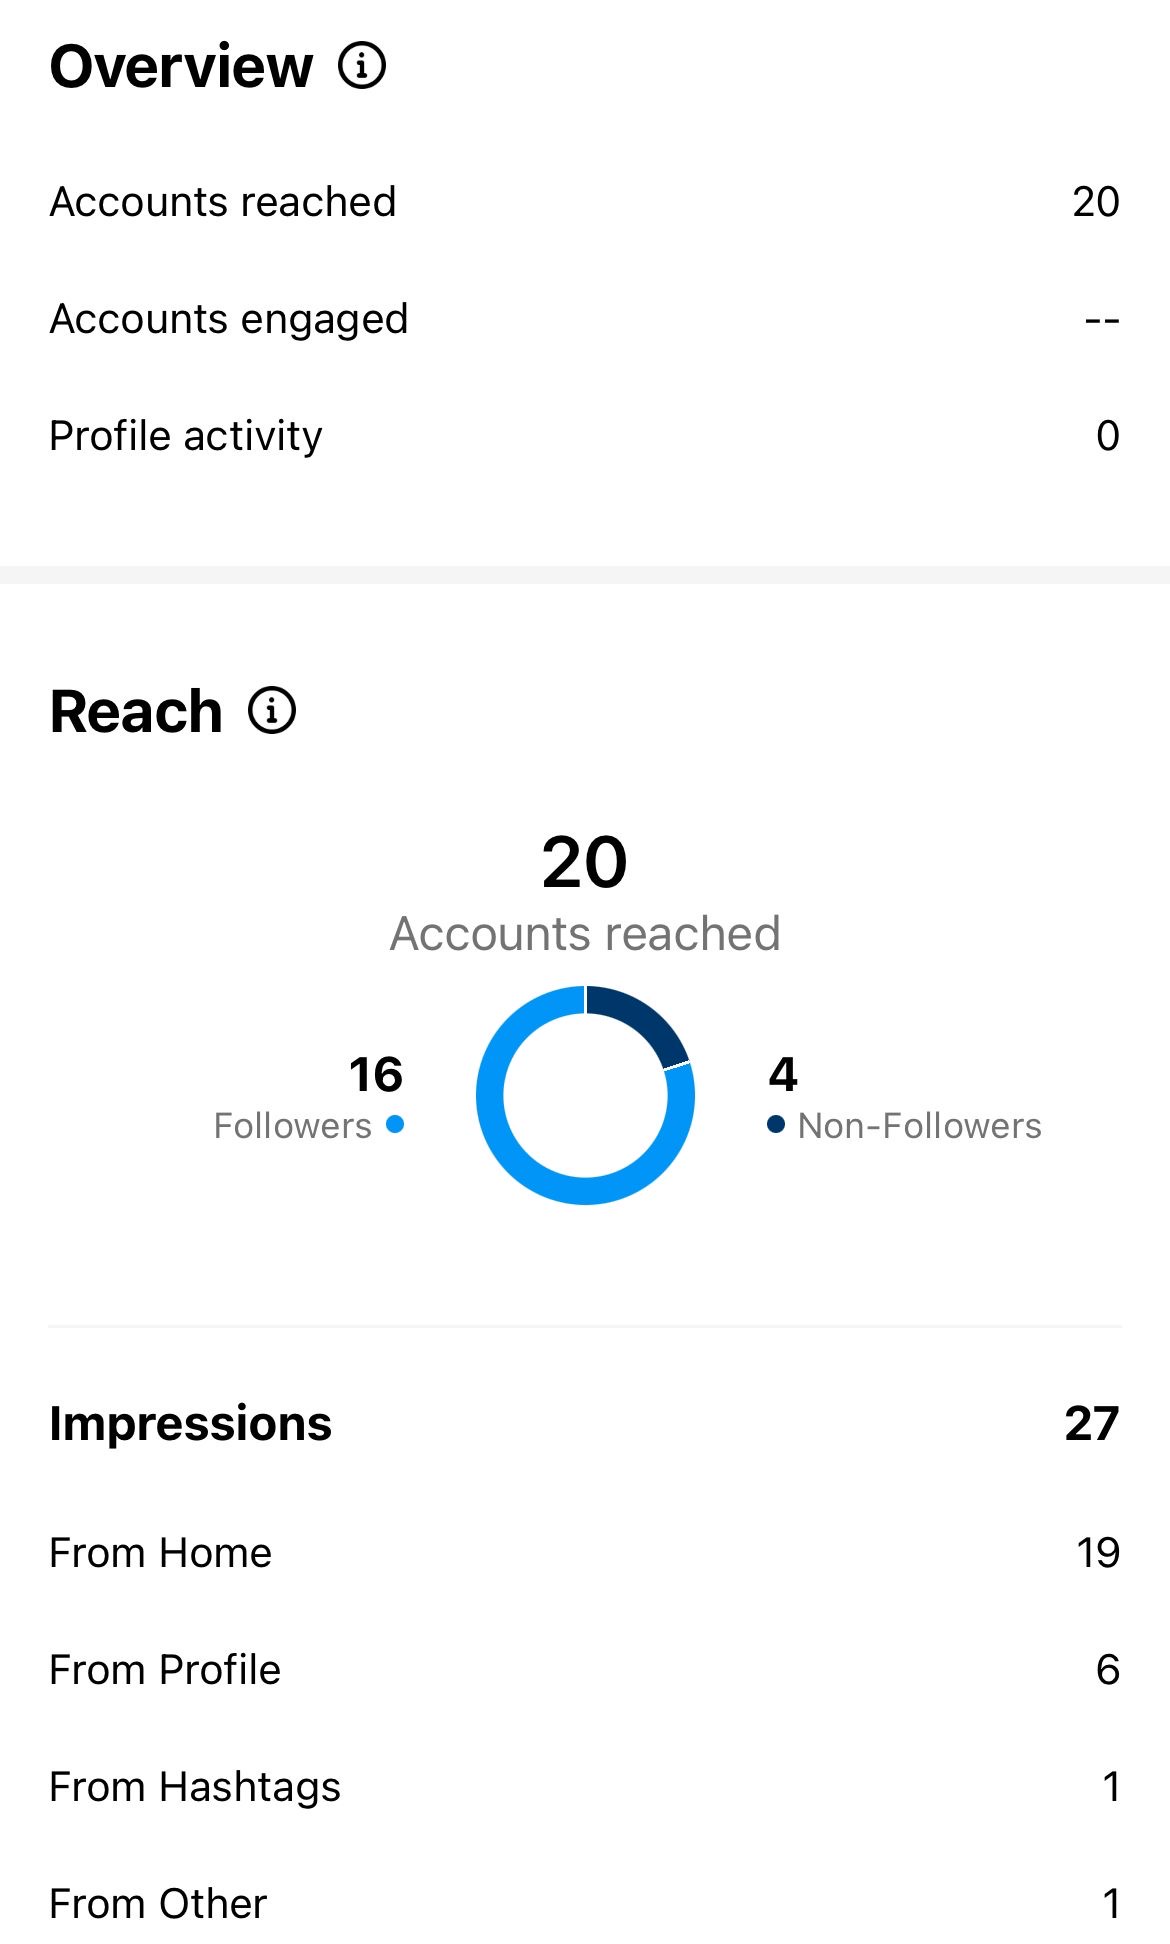 Overview
Accounts reached 20
Accounts engaged --
Profile activity 0
Reach
20
Accounts reached
16 4
Followers Non-Followers
Impressions 27
From Home 19
From Profile 6
From Hashtags 1
From Other 1